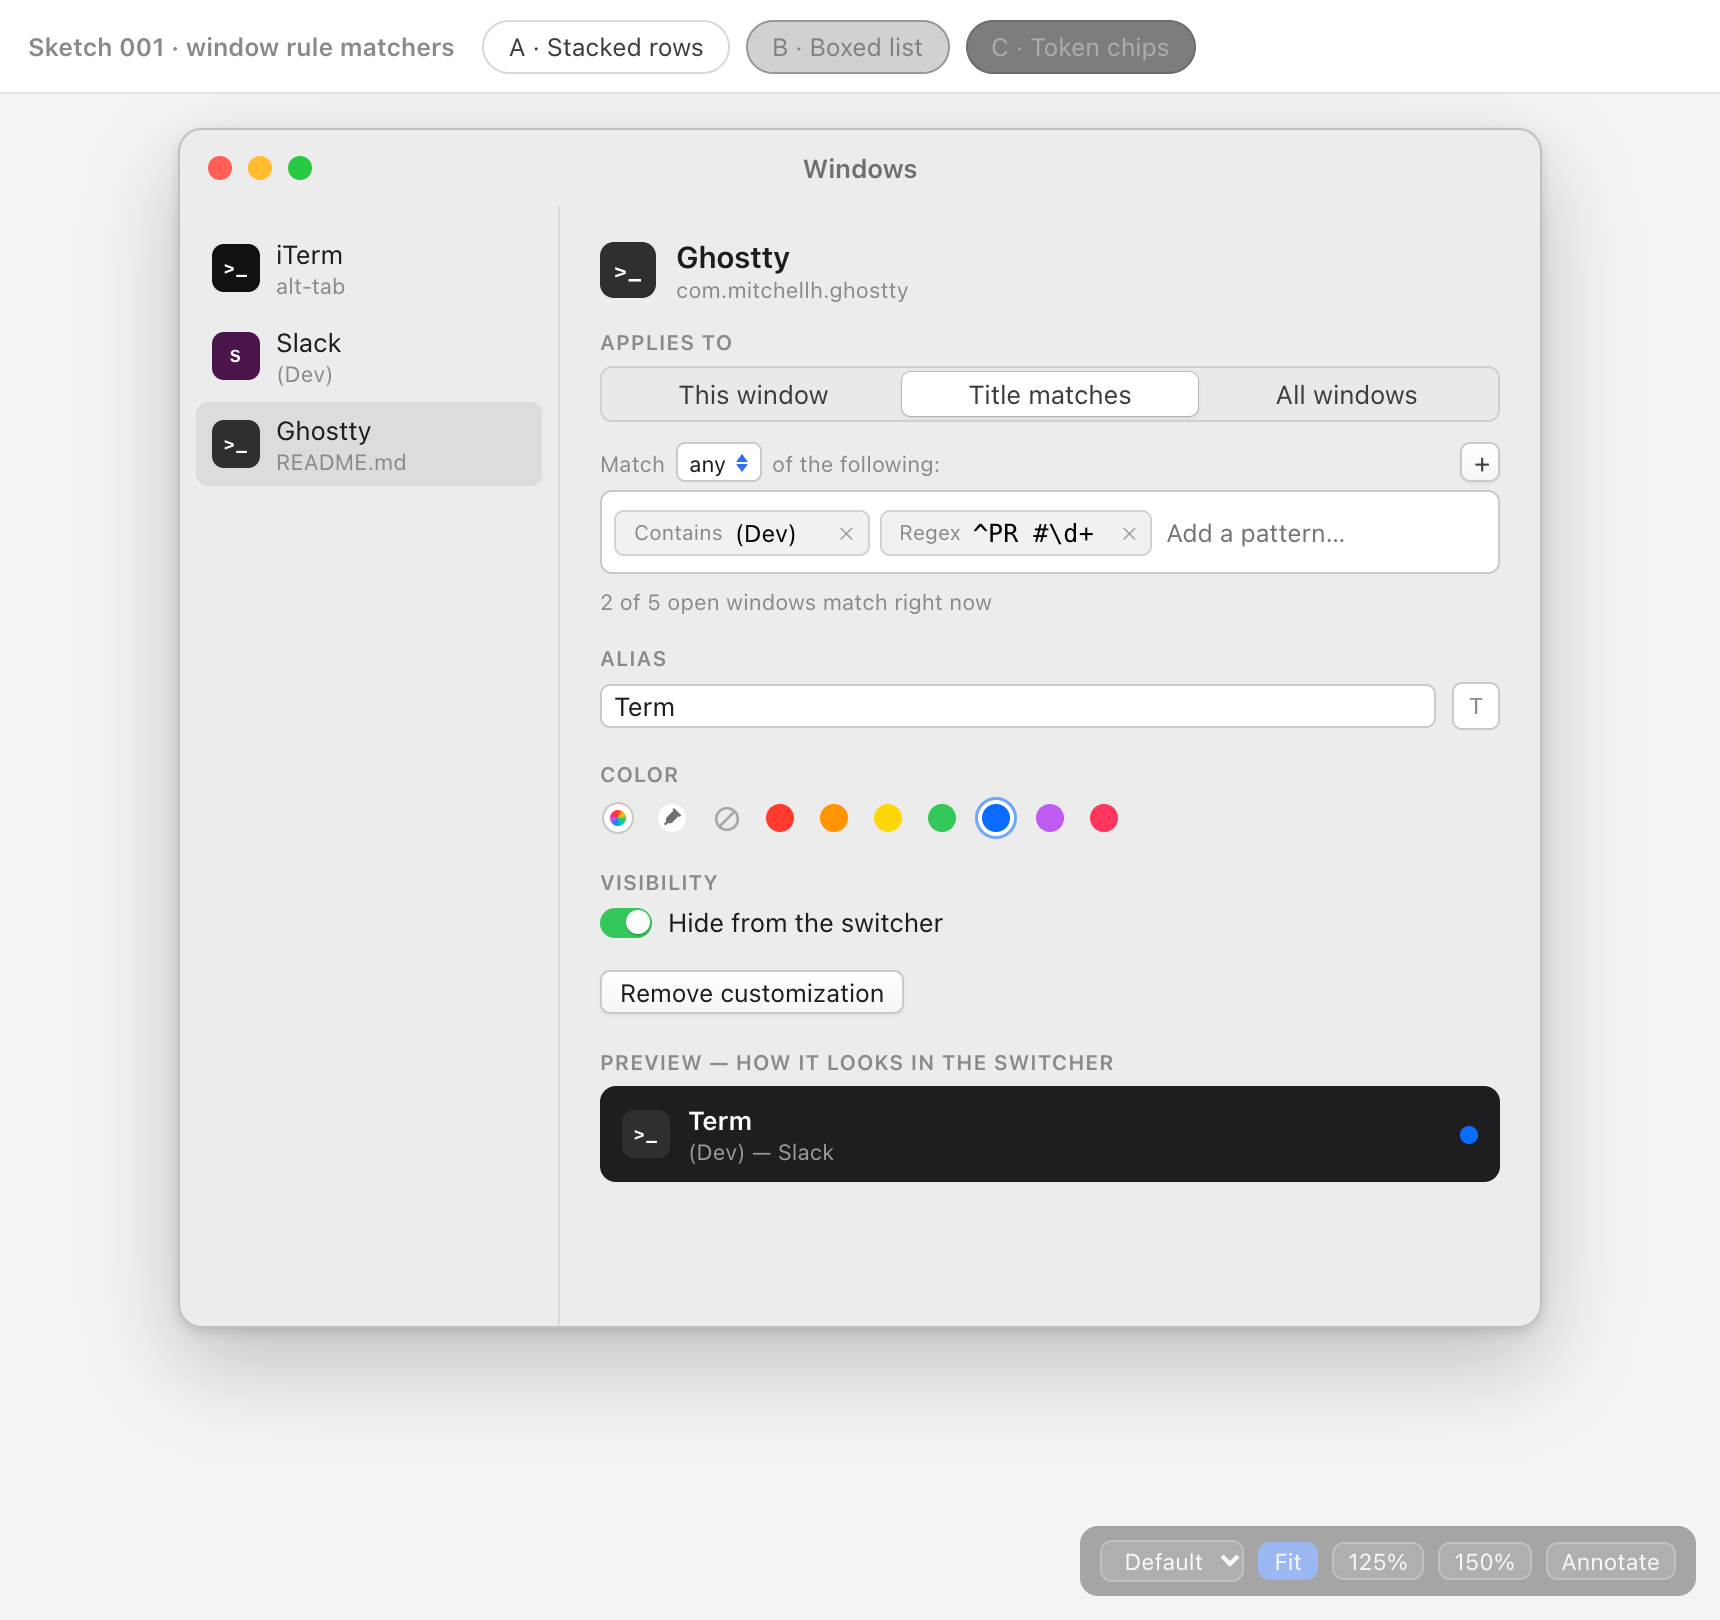 Sketch 001 · window rule matchers
A · Stacked rows
B · Boxed list
C · Token chips
Windows
>_
iTerm
alt-tab
S
Slack
(Dev)
>_
Ghostty
README.md
>_
Ghostty
com.mitchellh.ghostty
APPLIES TO
This window
Title matches
All windows
Match any of the following:
+
Contains (Dev) ×
Regex ^PR #\d+ ×
Add a pattern...
2 of 5 open windows match right now
ALIAS
Term
T
COLOR
VISIBILITY
Hide from the switcher
Remove customization
PREVIEW — HOW IT LOOKS IN THE SWITCHER
>_
Term
(Dev) — Slack
Default
Fit
125%
150%
Annotate